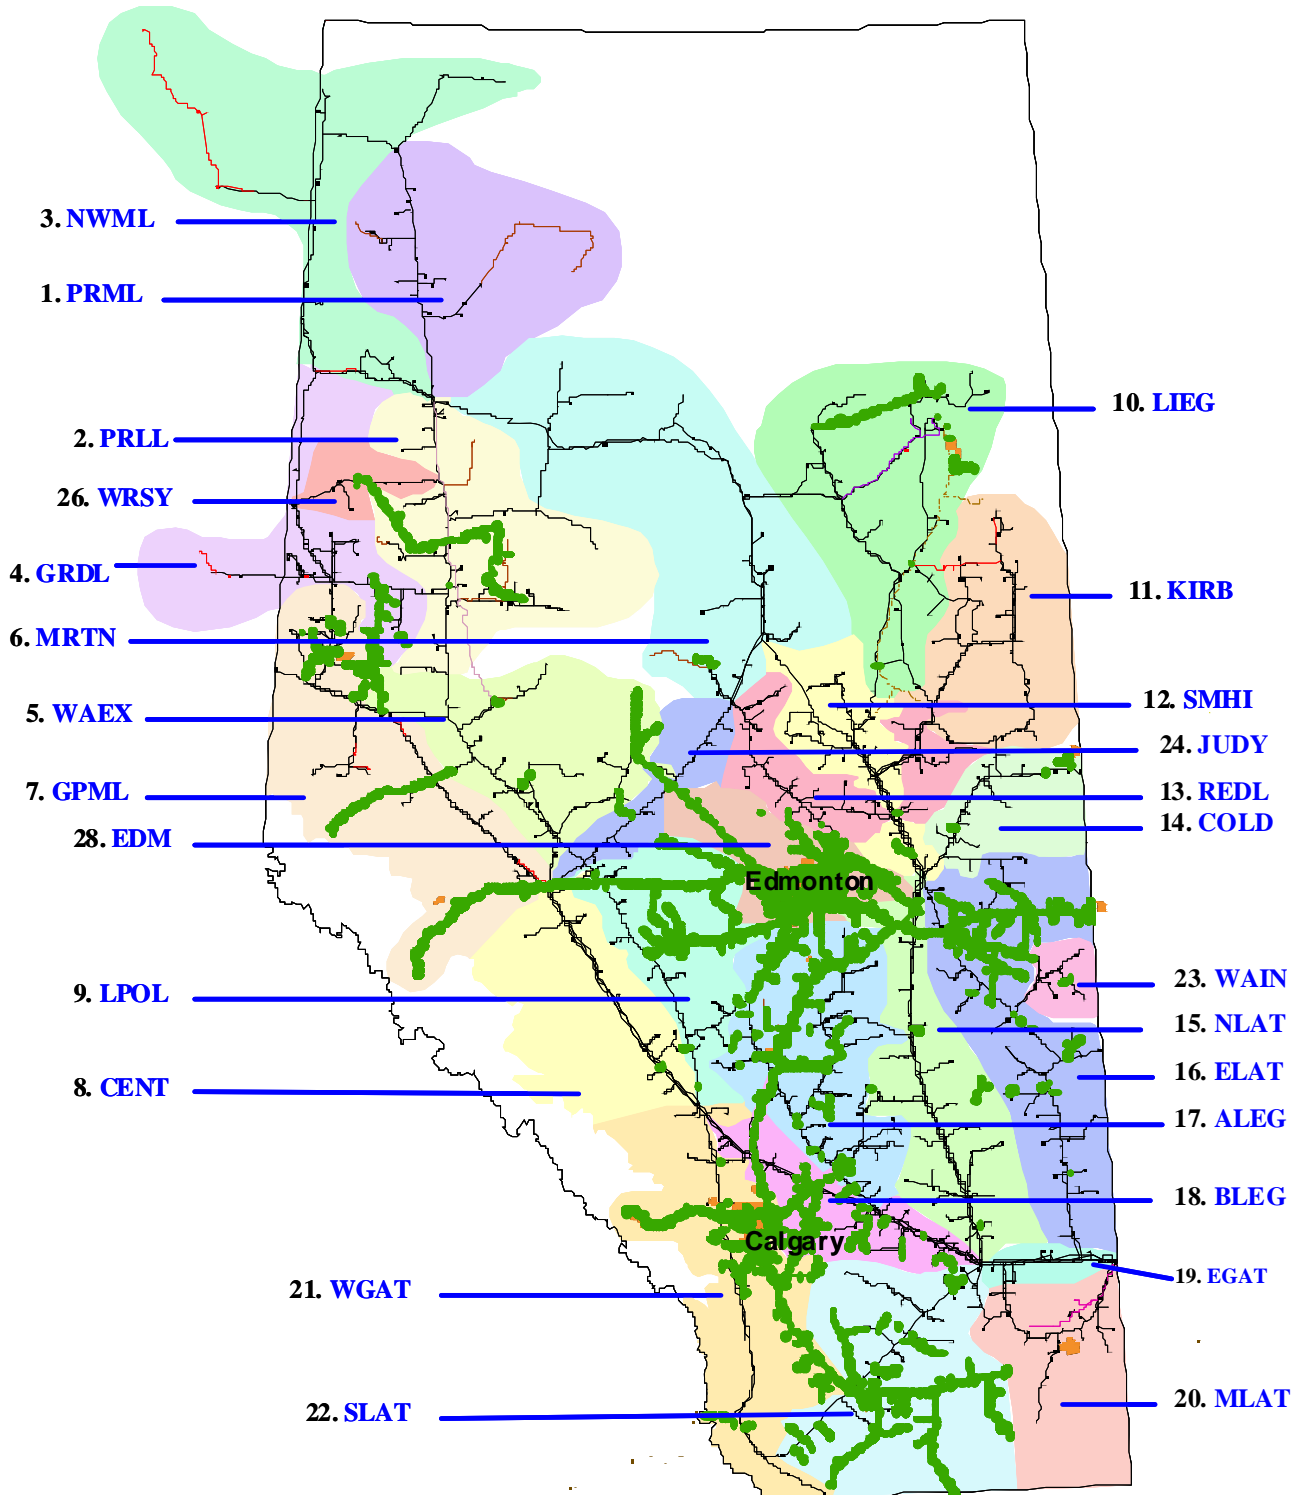 3. NWML
1. PRML
2. PRLL
26. WRSY
4. GRDL
6. MRTN
5. WAEX
7. GPML
28. EDM
9. LPOL
8. CENT
21. WGAT
22. SLAT
10. LIEG
11. KIRB
12. SMHI
24. JUDY
13. REDL
14. COLD
23. WAIN
15. NLAT
16. ELAT
17. ALEG
18. BLEG
19. EGAT
20. MLAT
Edmonton
Calgary